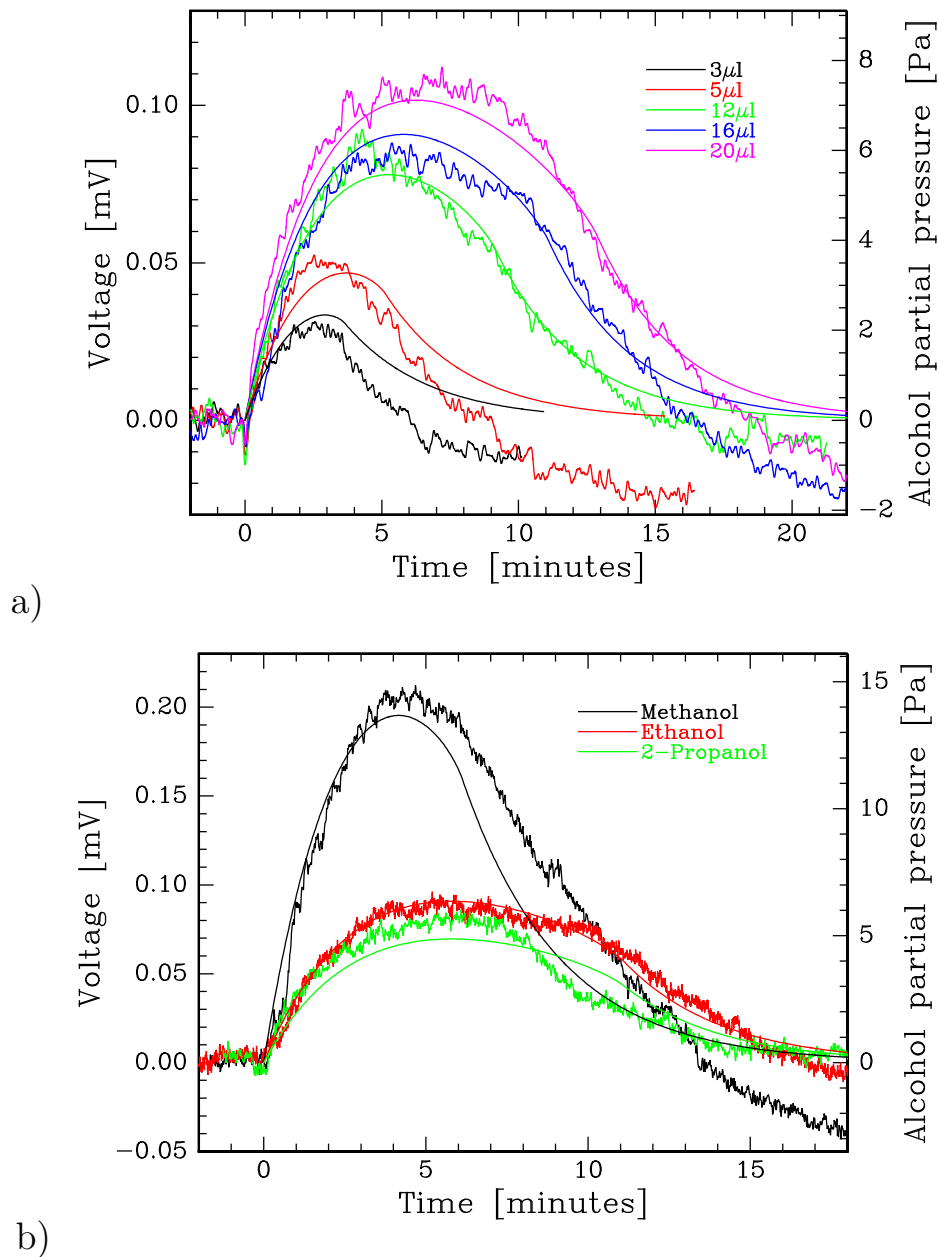 8
3μl
5μl
12μl
16μl
20μl
0.10
6
0.05
4
2
0.00
0
−2
0 5 10 15 20
Voltage [mV]
Alcohol partial pressure [Pa]
Time [minutes]
a)
15
0.20
Methanol
Ethanol
2−Propanol
0.15
10
0.10
5
0.05
0.00
0
−0.05
0 5 10 15
Voltage [mV]
Alcohol partial pressure [Pa]
Time [minutes]
b)